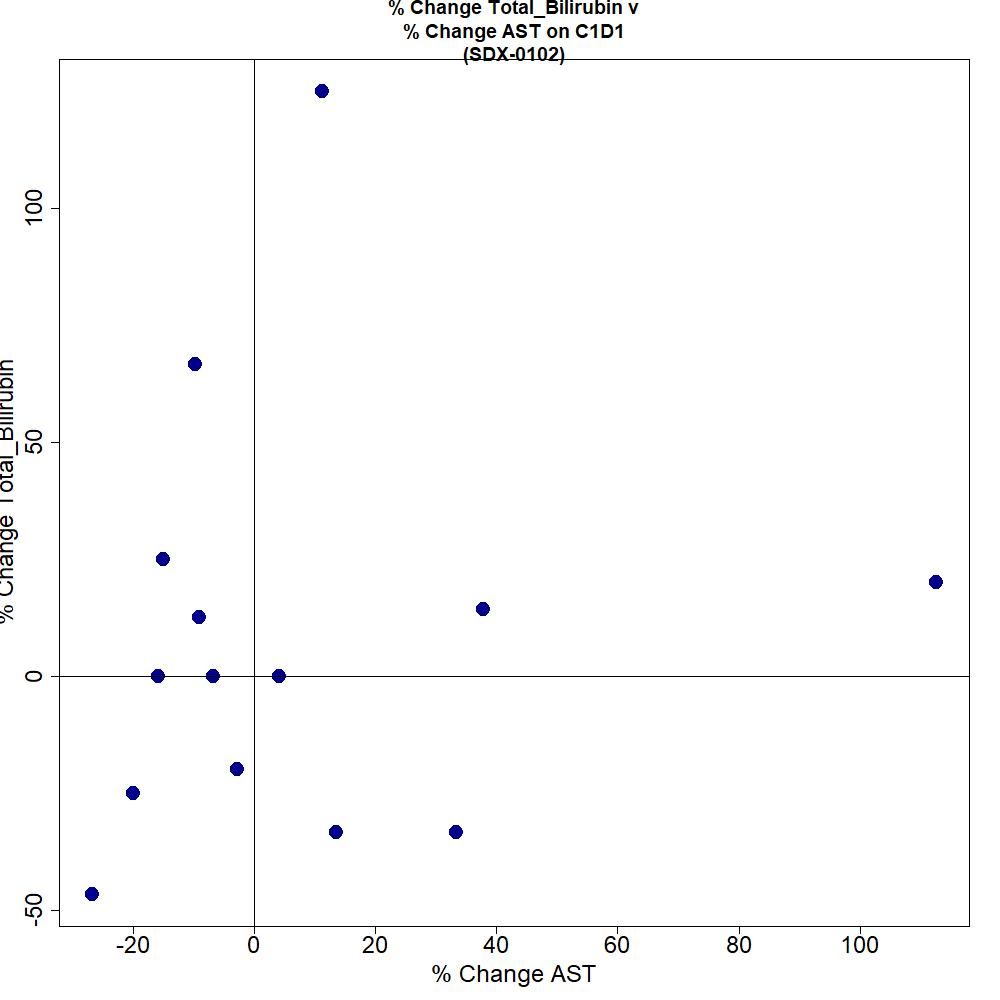 % Change Total_Bilirubin v
% Change AST on C1D1
(SDX-0102)
% Change Total_Bilirubin
100
50
0
-50
-20
0
20
40
60
80
100
% Change AST